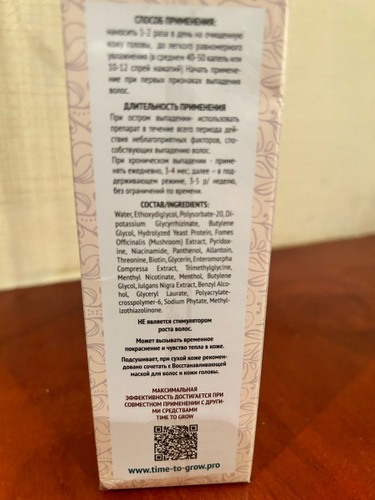 СПОСОБ ПРИМЕНЕНИЯ:
наносить 1-2 раза в день на очищенную
кожу головы, до легкого равномерного
увлажнения (в среднем 40-50 капель или
10-12 спрей нажатий) Начать примене-
ние при первых признаках выпадения
волос.
ДЛИТЕЛЬНОСТЬ ПРИМЕНЕНИЯ
При остром выпадении- использовать
препарат в течение всего периода дей-
ствия неблагоприятных факторов, спо-
собствующих выпадению волос.
При хроническом выпадении - приме-
нять ежедневно, 3-4 мес; далее – в под-
держивающем режиме, 3-5 р/ неделю,
без ограничений по времени.
СОСТАВ/INGREDIENTS:
Water, Ethoxydiglycol, Polysorbate-20, Di-
potassium Glycyrrhizinate, Butylene
Glycol, Hydrolyzed Yeast Protein, Fomes
Officinalis (Mushroom) Extract, Pyridox-
ine, Niacinamide, Panthenol, Allantoin,
Threonine, Biotin, Glycerin, Enteromorpha
Compressa Extract, Trimethylglycine,
Menthyl Nicotinate, Menthol, Butylene
Glycol, Julgans Nigra Extract, Benzyl Alco-
hol, Glyceryl Laurate, Polyacrylate-
crosspolymer-6, Sodium Phytate, Methyl-
izothiazolinone.
НЕ является стимулятором
роста волос.
Может вызывать временное
покраснение и чувство тепла в коже.
Подсушивает, при сухой коже рекомен-
довано сочетать с Восстанавливающей
маской для волос и кожи головы.
МАКСИМАЛЬНАЯ
ЭФФЕКТИВНОСТЬ ДОСТИГАЕТСЯ ПРИ
СОВМЕСТНОМ ПРИМЕНЕНИИ С ДРУГИ-
МИ СРЕДСТВАМИ
TIME TO GROW
www.time-to-grow.pro